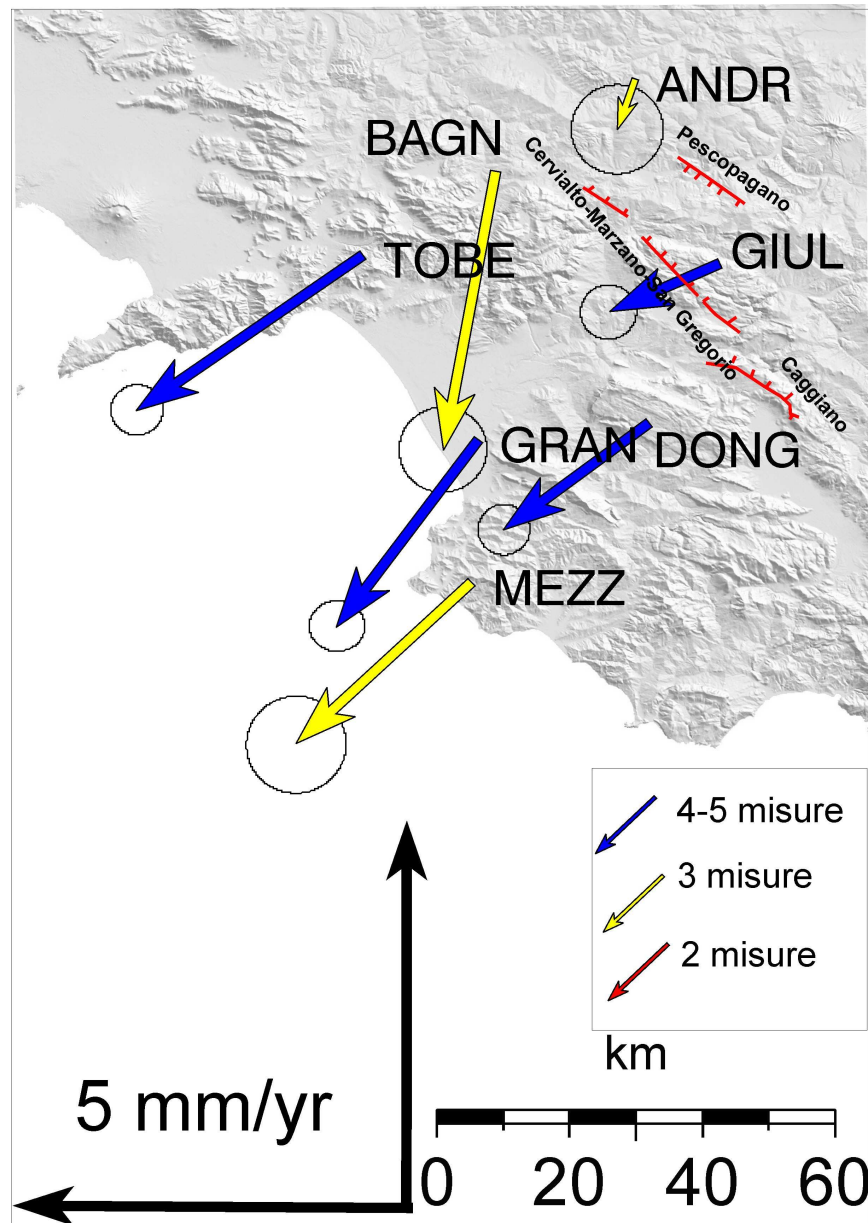 ANDR
BAGN
Pescopagano
Cervialto-Marzano-San Gregorio
TOBE
GIUL
Caggiano
GRAN
DONG
MEZZ
4-5 misure
3 misure
2 misure
km
5 mm/yr
0 20 40 60